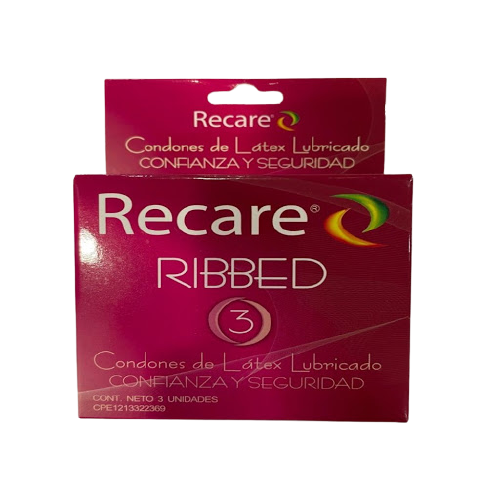 Recare®
Condones de Látex Lubricado
CONFIANZA Y SEGURIDAD
Recare®
RIBBED
3
Condones de Látex Lubricado
CONFIANZA Y SEGURIDAD
CONT. NETO 3 UNIDADES
CPE1213322369